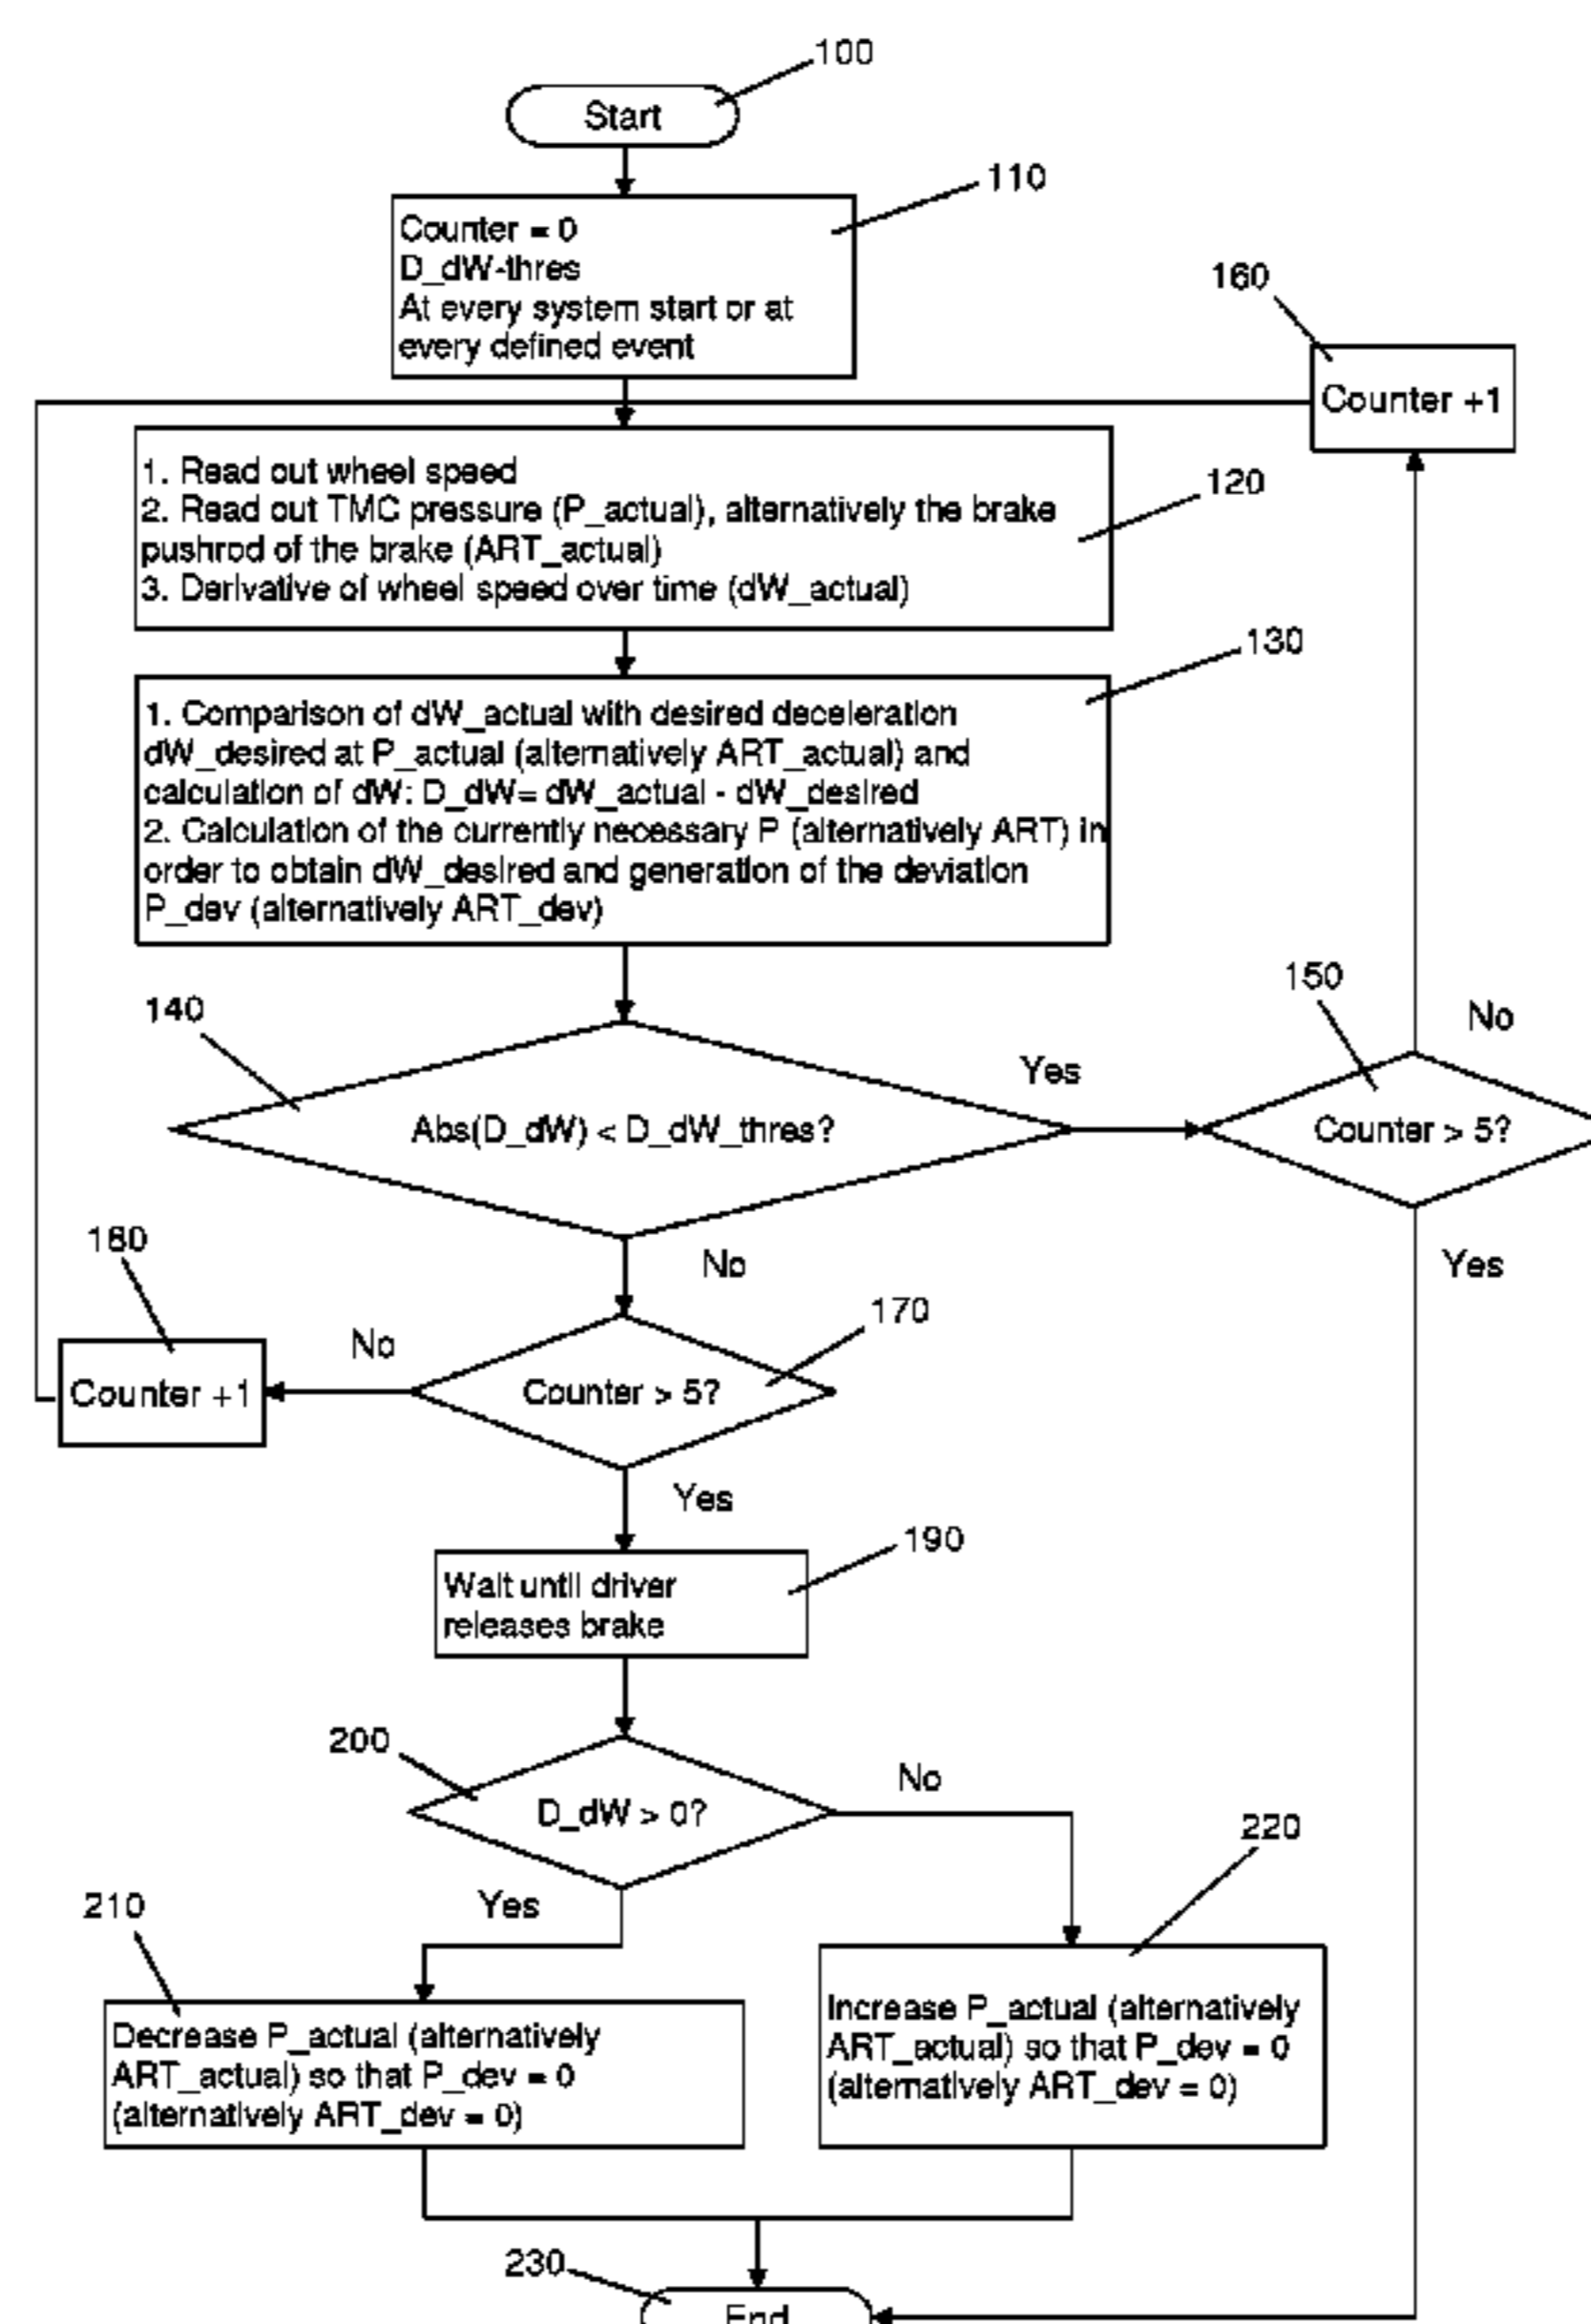 100
Start
110
Counter = 0
D_dW-thres
At every system start or at
every defined event
160
Counter +1
1. Read out wheel speed
2. Read out TMC pressure (P_actual), alternatively the brake
pushrod of the brake (ART_actual)
3. Derivative of wheel speed over time (dW_actual)
120
130
1. Comparison of dW_actual with desired deceleration
dW_desired at P_actual (alternatively ART_actual) and
calculation of dW: D_dW= dW_actual - dW_desired
2. Calculation of the currently necessary P (alternatively ART) in
order to obtain dW_desired and generation of the deviation
P_dev (alternatively ART_dev)
140
150
No
Yes
Abs(D_dW) < D_dW_thres?
Counter > 5?
180
No
Yes
170
No
Counter +1
Counter > 5?
Yes
190
Wait until driver
releases brake
200
No
D_dW > 0?
220
Yes
210
Decrease P_actual (alternatively
ART_actual) so that P_dev = 0
(alternatively ART_dev = 0)
Increase P_actual (alternatively
ART_actual) so that P_dev = 0
(alternatively ART_dev = 0)
230
End